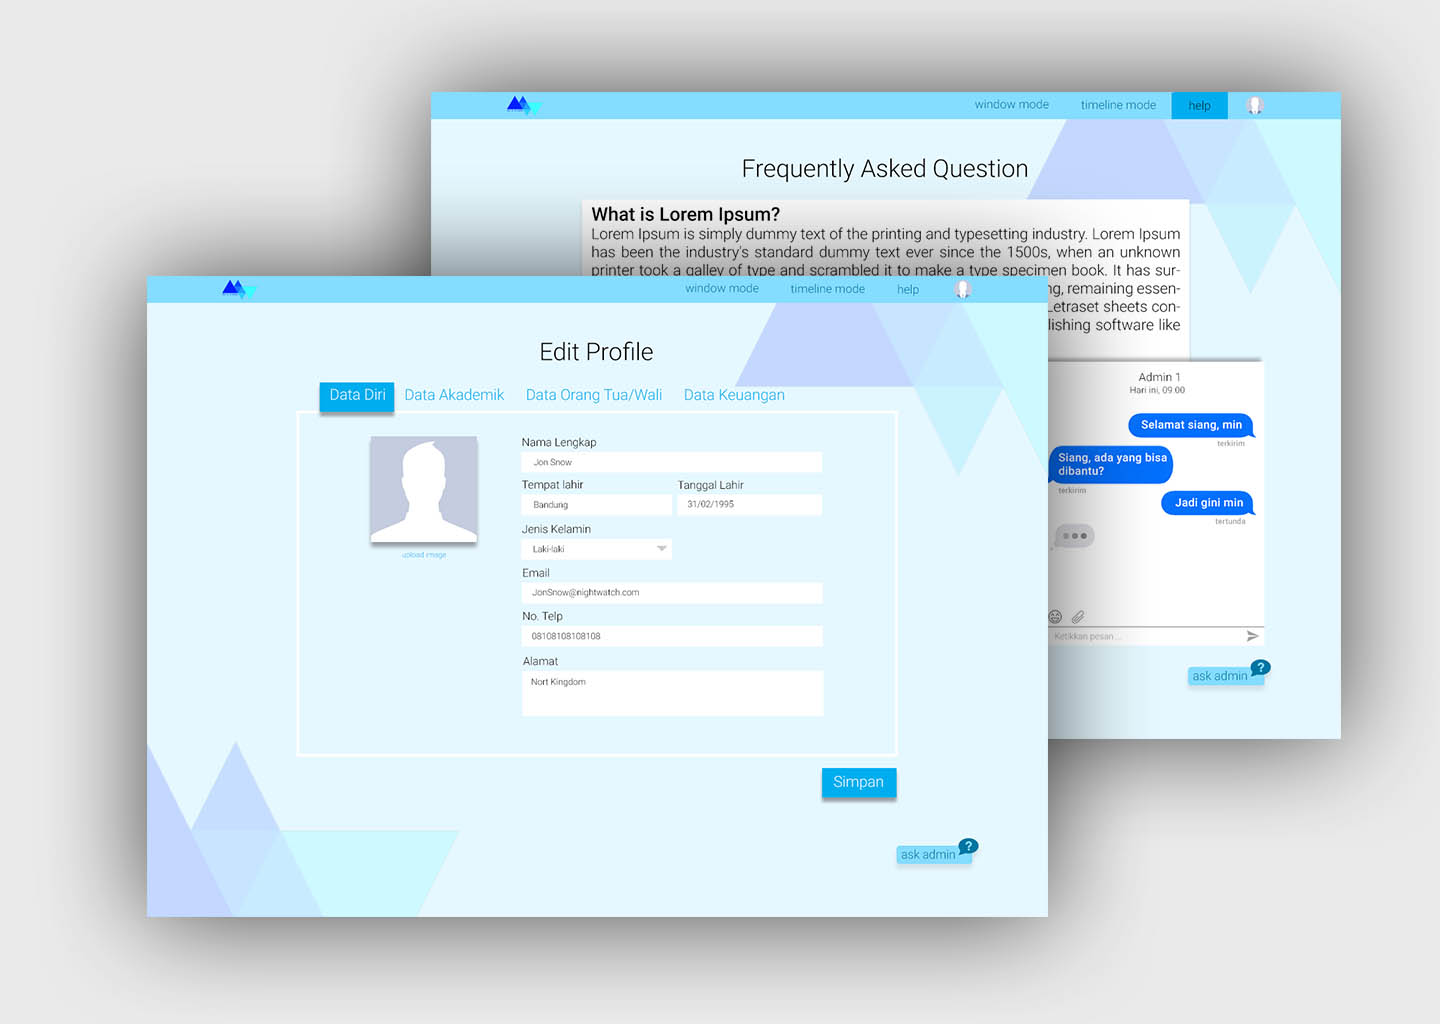 window mode
timeline mode
help
Frequently Asked Question
What is Lorem Ipsum?
Lorem Ipsum is simply dummy text of the printing and typesetting industry. Lorem Ipsum
has been the industry's standard dummy text ever since the 1500s, when an unknown
printer took a galley of type and scrambled it to make a type specimen book. It has sur-
ng, remaining essen-
Letraset sheets con-
lishing software like
Admin 1
Hari ini, 09.00
Selamat siang, min
terkirim
Siang, ada yang bisa
dibantu?
terkirim
Jadi gini min
tertunda
Ketikkan pesan...
ask admin ?
window mode
timeline mode
help
Edit Profile
Data Diri
Data Akademik
Data Orang Tua/Wali
Data Keuangan
upload image
Nama Lengkap
Jon Snow
Tempat lahir
Tanggal Lahir
Bandung
31/02/1995
Jenis Kelamin
Laki-laki
Email
JonSnow@nightwatch.com
No. Telp
08108108108108
Alamat
Nort Kingdom
Simpan
ask admin ?